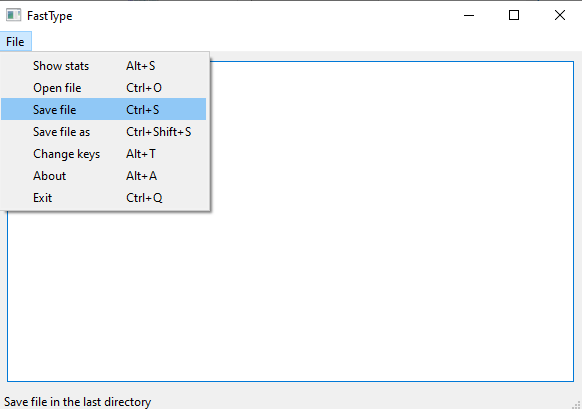 FastType
File
Show stats Alt+S
Open file Ctrl+O
Save file Ctrl+S
Save file as Ctrl+Shift+S
Change keys Alt+T
About Alt+A
Exit Ctrl+Q
Save file in the last directory